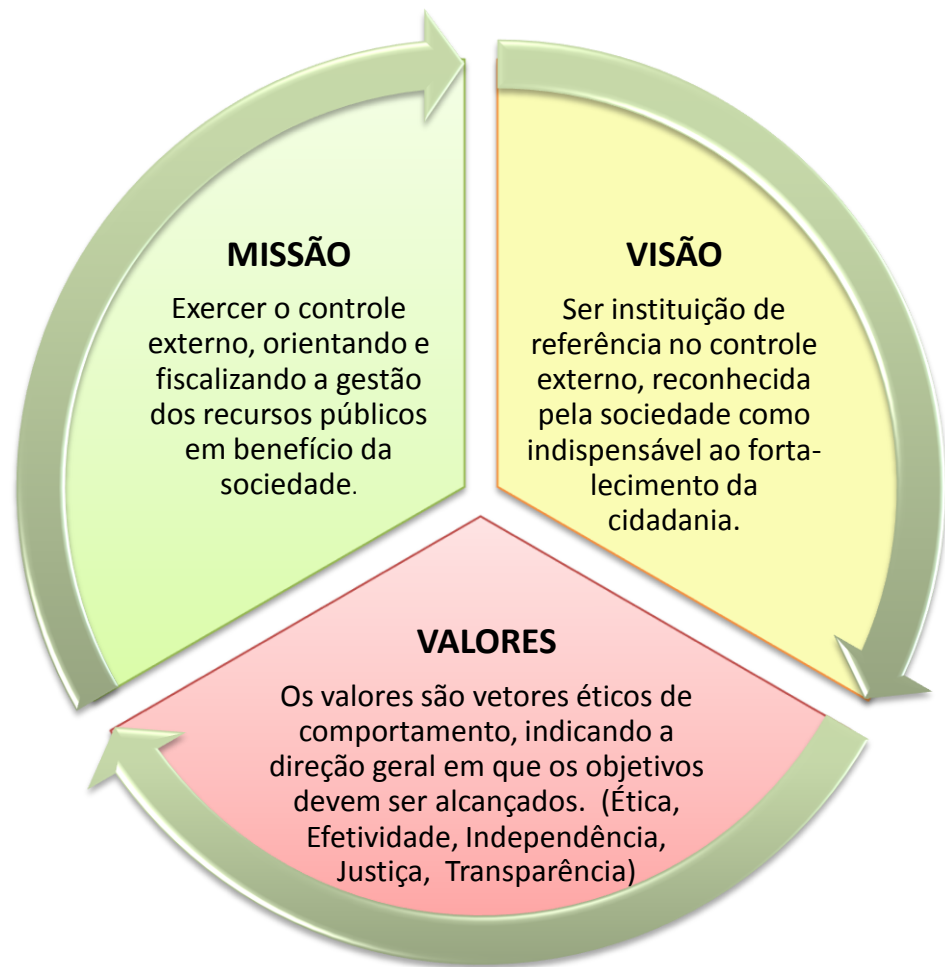 MISSÃO
Exercer o controle
externo, orientando e
fiscalizando a gestão
dos recursos públicos
em benefício da
sociedade.
VISÃO
Ser instituição de
referência no controle
externo, reconhecida
pela sociedade como
indispensável ao forta-
lecimento da
cidadania.
VALORES
Os valores são vetores éticos de
comportamento, indicando a
direção geral em que os objetivos
devem ser alcançados. (Ética,
Efetividade, Independência,
Justiça, Transparência)